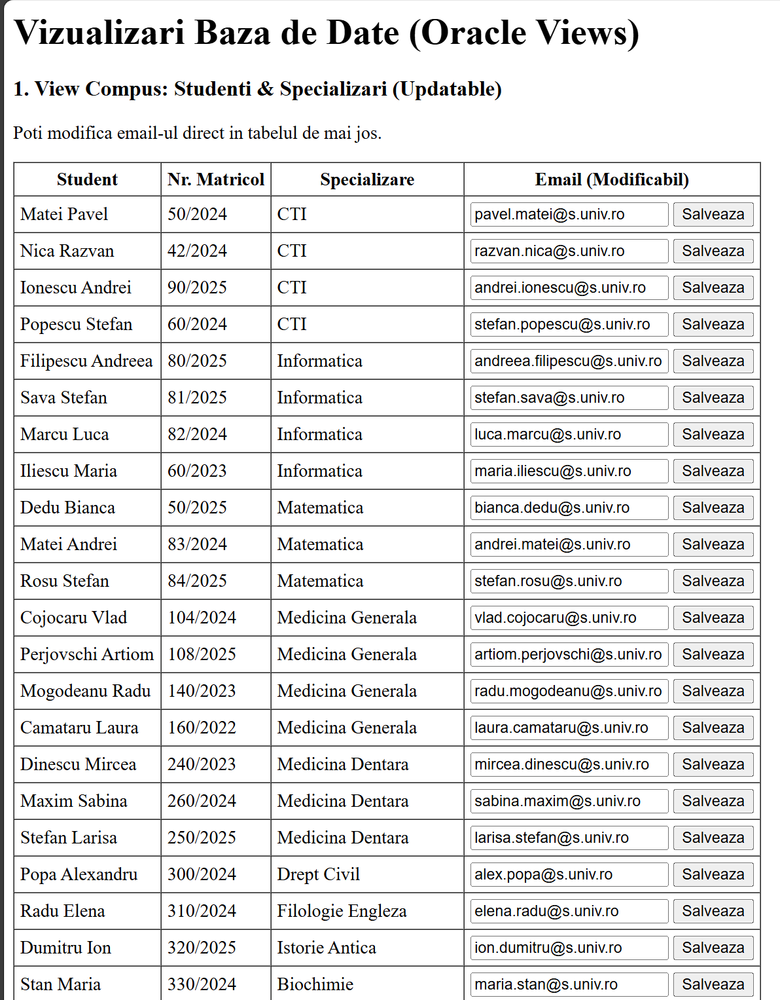 Vizualizari Baza de Date (Oracle Views)
1. View Compus: Studenti & Specializari (Updatable)
Poti modifica email-ul direct in tabelul de mai jos.
Student Nr. Matricol Specializare Email (Modificabil)
Matei Pavel 50/2024 CTI pavel.matei@s.univ.ro Salveaza
Nica Razvan 42/2024 CTI razvan.nica@s.univ.ro Salveaza
Ionescu Andrei 90/2025 CTI andrei.ionescu@s.univ.ro Salveaza
Popescu Stefan 60/2024 CTI stefan.popescu@s.univ.ro Salveaza
Filipescu Andreea 80/2025 Informatica andreea.filipescu@s.univ.ro Salveaza
Sava Stefan 81/2025 Informatica stefan.sava@s.univ.ro Salveaza
Marcu Luca 82/2024 Informatica luca.marcu@s.univ.ro Salveaza
Iliescu Maria 60/2023 Informatica maria.iliescu@s.univ.ro Salveaza
Dedu Bianca 50/2025 Matematica bianca.dedu@s.univ.ro Salveaza
Matei Andrei 83/2024 Matematica andrei.matei@s.univ.ro Salveaza
Rosu Stefan 84/2025 Matematica stefan.rosu@s.univ.ro Salveaza
Cojocaru Vlad 104/2024 Medicina Generala vlad.cojocaru@s.univ.ro Salveaza
Perjovschi Artiom 108/2025 Medicina Generala artiom.perjovschi@s.univ.ro Salveaza
Mogodeanu Radu 140/2023 Medicina Generala radu.mogodeanu@s.univ.ro Salveaza
Camataru Laura 160/2022 Medicina Generala laura.camataru@s.univ.ro Salveaza
Dinescu Mircea 240/2023 Medicina Dentara mircea.dinescu@s.univ.ro Salveaza
Maxim Sabina 260/2024 Medicina Dentara sabina.maxim@s.univ.ro Salveaza
Stefan Larisa 250/2025 Medicina Dentara larisa.stefan@s.univ.ro Salveaza
Popa Alexandru 300/2024 Drept Civil alex.popa@s.univ.ro Salveaza
Radu Elena 310/2024 Filologie Engleza elena.radu@s.univ.ro Salveaza
Dumitru Ion 320/2025 Istorie Antica ion.dumitru@s.univ.ro Salveaza
Stan Maria 330/2024 Biochimie maria.stan@s.univ.ro Salveaza